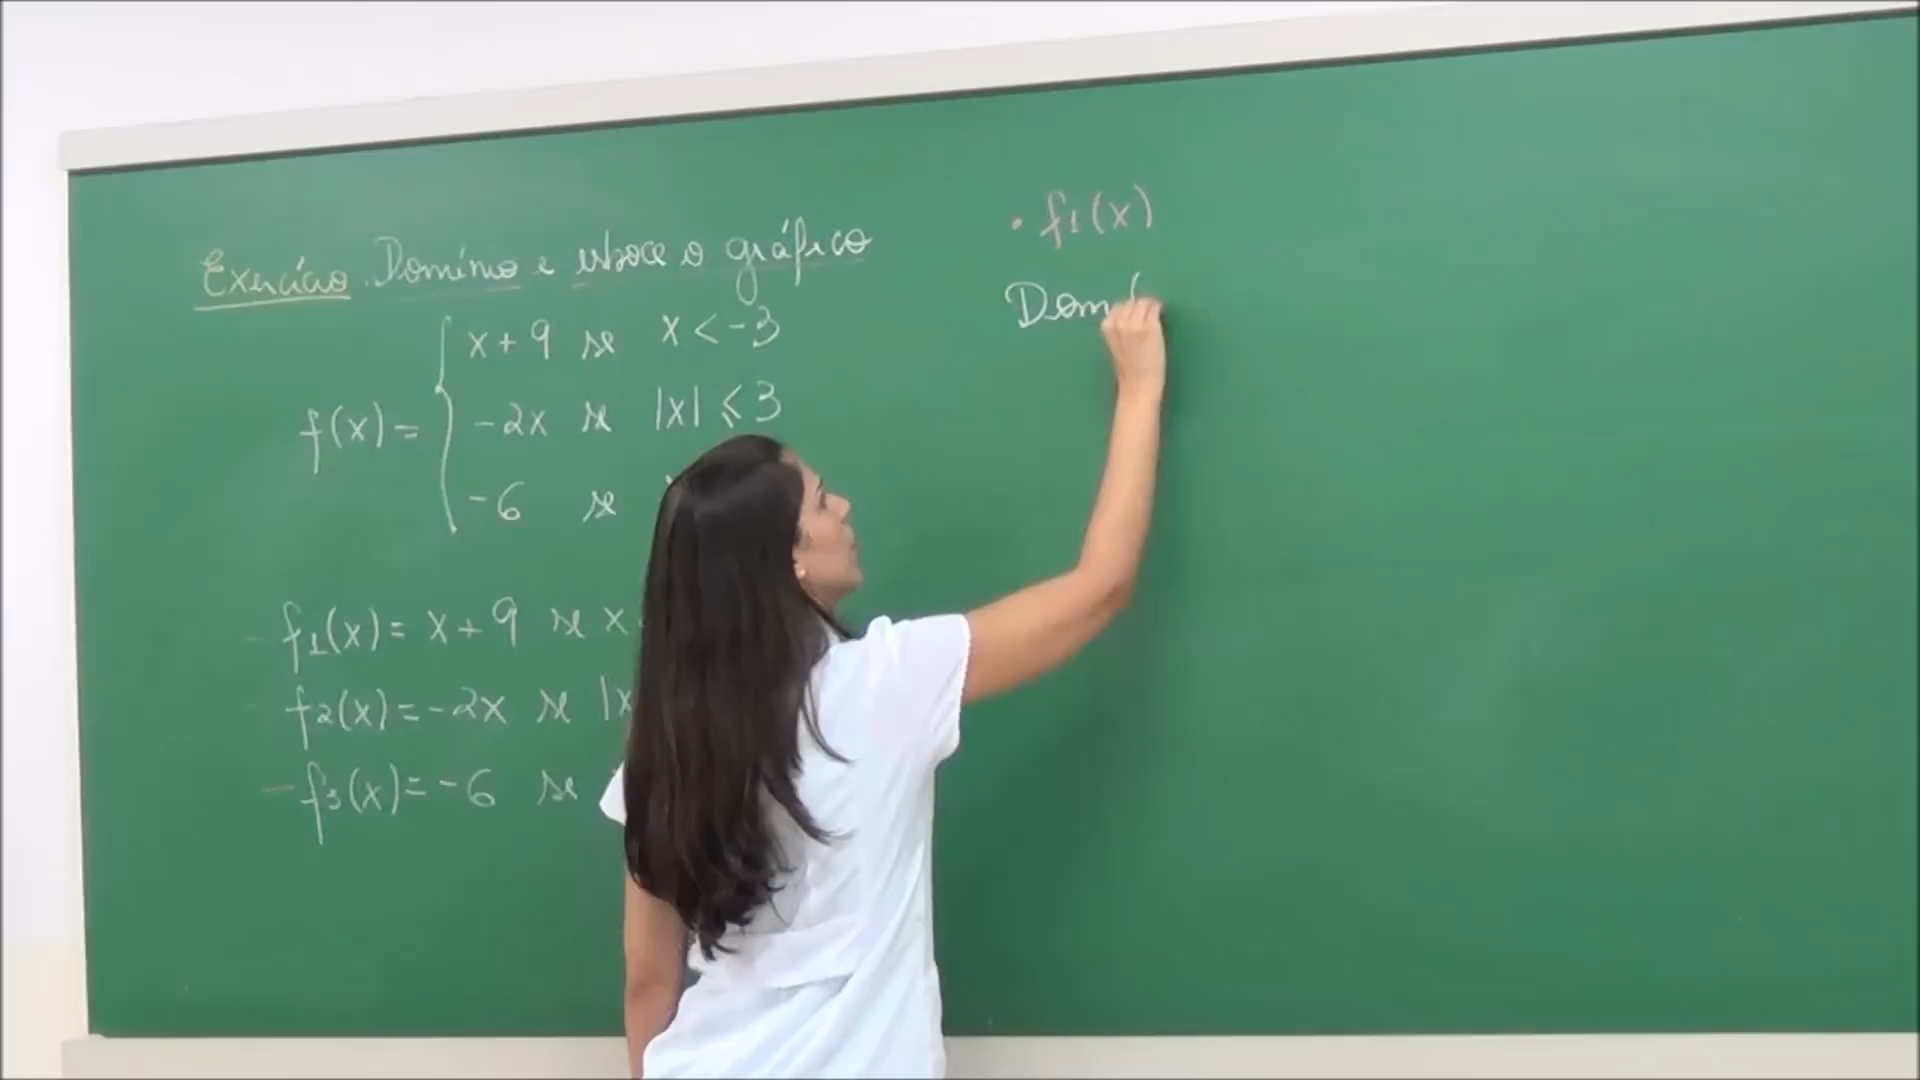 Exercício. Domínio e esboce o gráfico
x + 9 se x < -3
f(x) = { -2x se |x| ⩽ 3
-6 se
- f1(x) = x + 9 se x
f2(x) = -2x se |x
- f3(x) = -6 se
• f1(x)
Domí